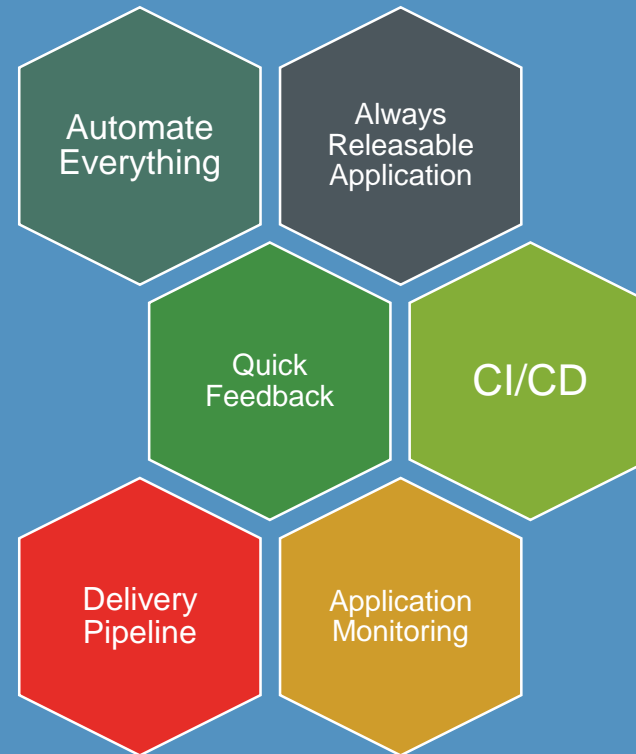 Automate
Everything
Always
Releasable
Application
Quick
Feedback
CI/CD
Delivery
Pipeline
Application
Monitoring